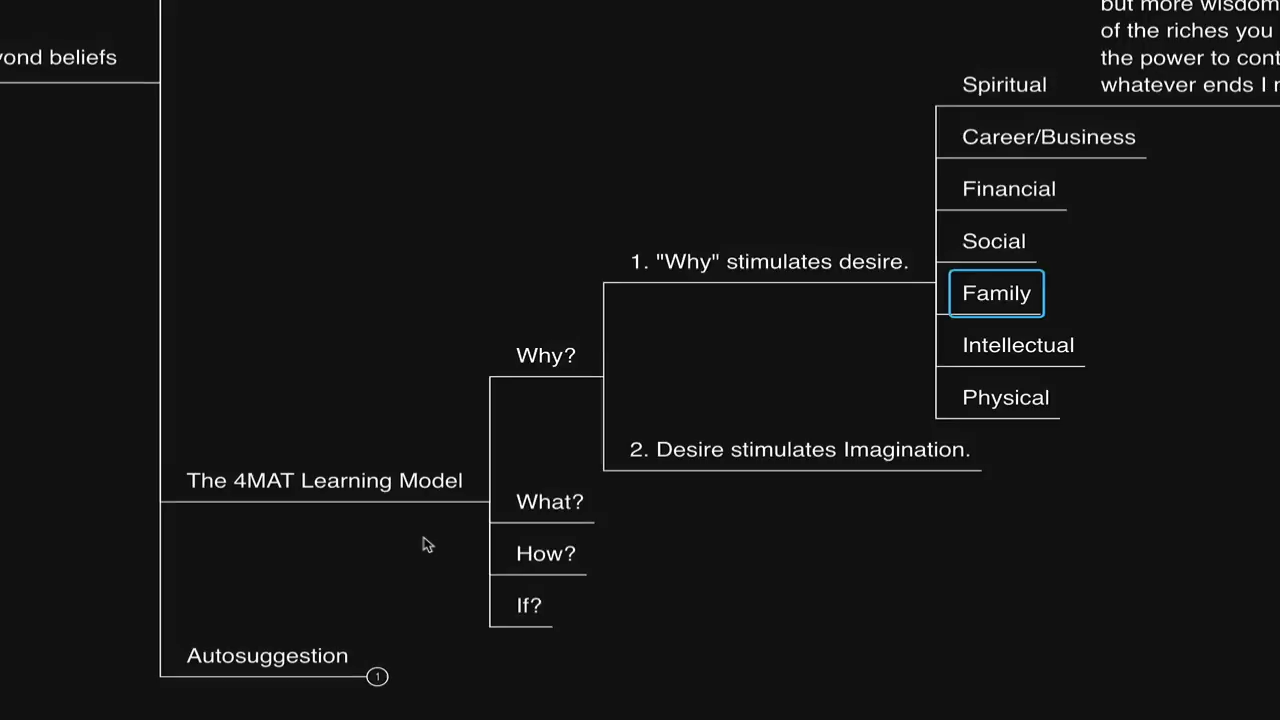 but more wisdom
of the riches you
the power to
whatever ends I
beliefs
Spiritual
Career/Business
Financial
Social
1. "Why" stimulates desire.
Family
Intellectual
Why?
Physical
2. Desire stimulates Imagination.
The 4MAT Learning Model
What?
How?
If?
Autosuggestion
1